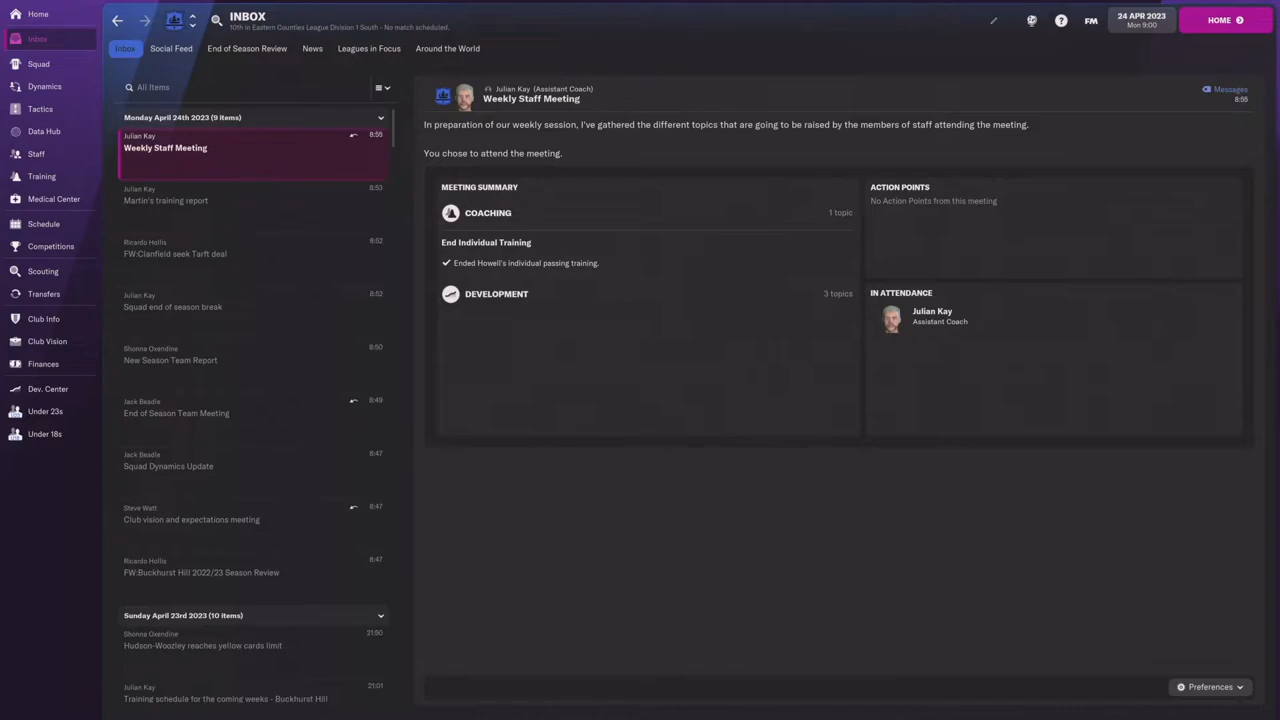 Home
Inbox
Squad
Dynamics
Tactics
Data Hub
Staff
Training
Medical Center
Schedule
Competitions
Scouting
Transfers
Club Info
Club Vision
Finances
Dev. Center
Under 23s
Under 18s
INBOX
10th in Eastern Counties League Division 1 South - No match scheduled.
FM
24 APR 2023
Mon 9:00
HOME
Inbox
Social Feed
End of Season Review
News
Leagues in Focus
Around the World
All Items
Monday April 24th 2023 (9 items)
Julian Kay
8:55
Weekly Staff Meeting
Julian Kay
8:53
Martin's training report
Ricardo Hollis
8:52
FW:Clanfield seek Tarft deal
Julian Kay
8:52
Squad end of season break
Shonna Oxendine
8:50
New Season Team Report
Jack Beadle
8:49
End of Season Team Meeting
Jack Beadle
8:47
Squad Dynamics Update
Steve Watt
8:47
Club vision and expectations meeting
Ricardo Hollis
8:47
FW:Buckhurst Hill 2022/23 Season Review
Sunday April 23rd 2023 (10 items)
Shonna Oxendine
21:50
Hudson-Woozley reaches yellow cards limit
Julian Kay
21:01
Training schedule for the coming weeks - Buckhurst Hill
Julian Kay (Assistant Coach)
Weekly Staff Meeting
Messages
8:55
In preparation of our weekly session, I've gathered the different topics that are going to be raised by the members of staff attending the meeting.
You chose to attend the meeting.
MEETING SUMMARY
COACHING
1 topic
End Individual Training
Ended Howell's individual passing training.
DEVELOPMENT
3 topics
ACTION POINTS
No Action Points from this meeting
IN ATTENDANCE
Julian Kay
Assistant Coach
Preferences